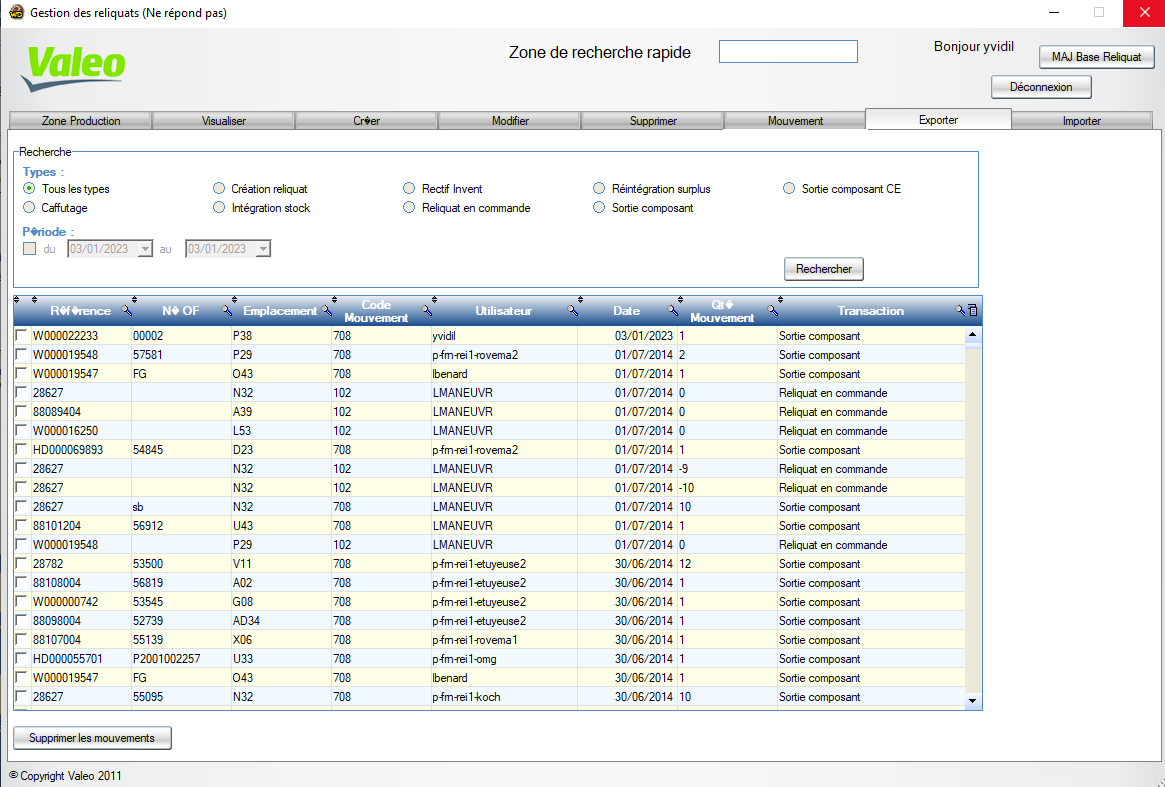 Gestion des reliquats (Ne répond pas)
Valeo
Zone de recherche rapide
Bonjour yvidil
MAJ Base Reliquat
Déconnexion
Zone Production Visualiser Cr�er Modifier Supprimer Mouvement Exporter Importer
Recherche
Types :
Tous les types Création reliquat Rectif Invent Réintégration surplus Sortie composant CE
Caffutage Intégration stock Reliquat en commande Sortie composant
P�riode :
du 03/01/2023 au 03/01/2023
Rechercher
R�f�rence N� OF Emplacement Code Mouvement Utilisateur Date Qt� Mouvement Transaction
W000022233 00002 P38 708 yvidil 03/01/2023 1 Sortie composant
W000019548 57581 P29 708 p-frn-rei1-rovema2 01/07/2014 2 Sortie composant
W000019547 FG O43 708 lbenard 01/07/2014 1 Sortie composant
28627 N32 102 LMANEUVR 01/07/2014 0 Reliquat en commande
88089404 A39 102 LMANEUVR 01/07/2014 0 Reliquat en commande
W000016250 L53 102 LMANEUVR 01/07/2014 0 Reliquat en commande
HD000069893 54845 D23 708 p-frn-rei1-rovema2 01/07/2014 1 Sortie composant
28627 N32 102 LMANEUVR 01/07/2014 -9 Reliquat en commande
28627 N32 102 LMANEUVR 01/07/2014 -10 Reliquat en commande
28627 sb N32 708 LMANEUVR 01/07/2014 10 Sortie composant
88101204 56912 U43 708 LMANEUVR 01/07/2014 1 Sortie composant
W000019548 P29 102 LMANEUVR 01/07/2014 0 Reliquat en commande
28782 53500 V11 708 p-frn-rei1-etuyeuse2 30/06/2014 12 Sortie composant
88108004 56819 A02 708 p-frn-rei1-etuyeuse2 30/06/2014 1 Sortie composant
W000000742 53545 G08 708 p-frn-rei1-etuyeuse2 30/06/2014 1 Sortie composant
88098004 52739 AD34 708 p-frn-rei1-etuyeuse2 30/06/2014 1 Sortie composant
88107004 55139 X06 708 p-frn-rei1-rovema1 30/06/2014 1 Sortie composant
HD000055701 P2001002257 U33 708 p-frn-rei1-omg 30/06/2014 1 Sortie composant
W000019547 FG O43 708 lbenard 30/06/2014 1 Sortie composant
28627 55095 N32 708 p-frn-rei1-koch 30/06/2014 10 Sortie composant
Supprimer les mouvements
© Copyright Valeo 2011